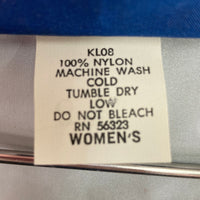 KL08
100% NYLON
MACHINE WASH
COLD
TUMBLE DRY
LOW
DO NOT BLEACH
RN 56323
WOMEN'S